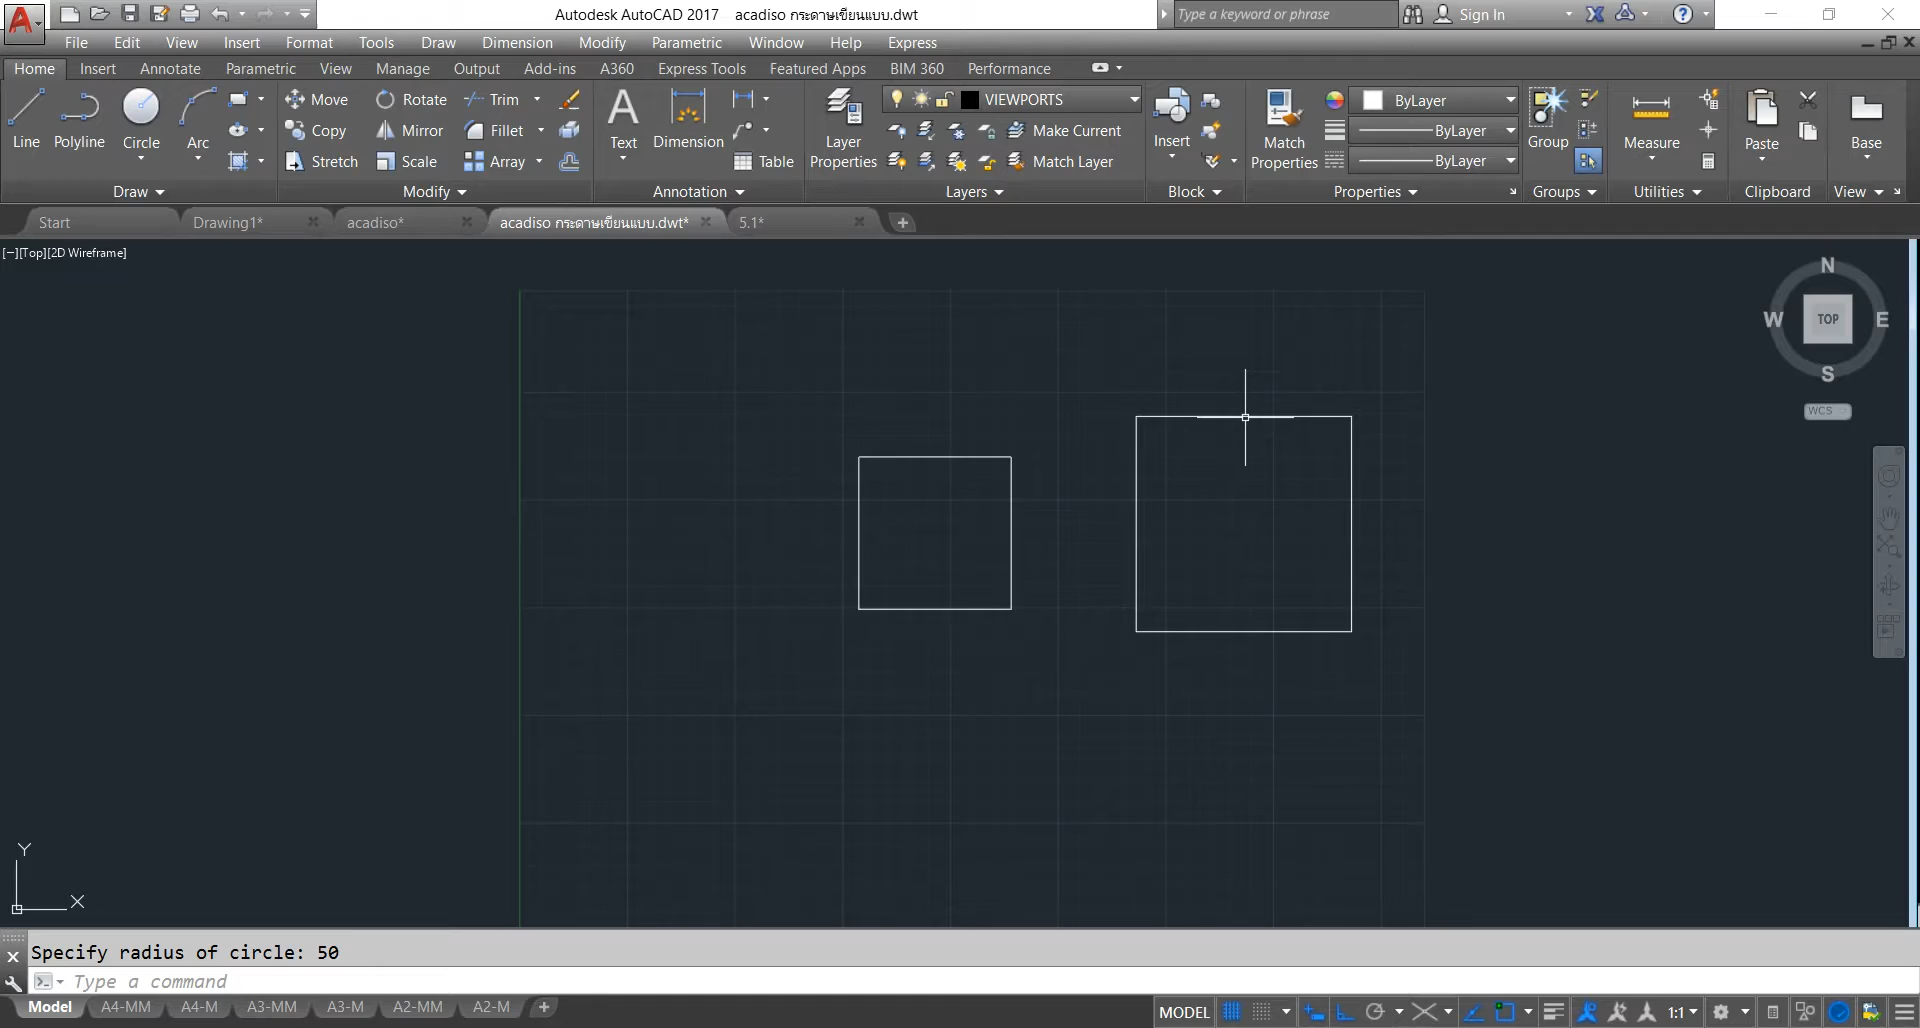 Autodesk AutoCAD 2017 acadiso กระดาษเขียนแบบ.dwt
Type a keyword or phrase
Sign In
File Edit View Insert Format Tools Draw Dimension Modify Parametric Window Help Express
Home Insert Annotate Parametric View Manage Output Add-ins A360 Express Tools Featured Apps BIM 360 Performance
Line
Polyline
Circle
Arc
Draw
Move
Rotate
Trim
Copy
Mirror
Fillet
Stretch
Scale
Array
Modify
Text
Dimension
Table
Annotation
Layer Properties
VIEWPORTS
Make Current
Match Layer
Layers
Insert
Block
Match Properties
ByLayer
ByLayer
ByLayer
Properties
Group
Groups
Measure
Utilities
Paste
Clipboard
Base
View
Start Drawing1* acadiso* acadiso กระดาษเขียนแบบ.dwt* 5.1*
[−][Top][2D Wireframe]
N
W TOP E
S
WCS
Y
X
Specify radius of circle: 50
Type a command
Model A4-MM A4-M A3-MM A3-M A2-MM A2-M
MODEL 1:1